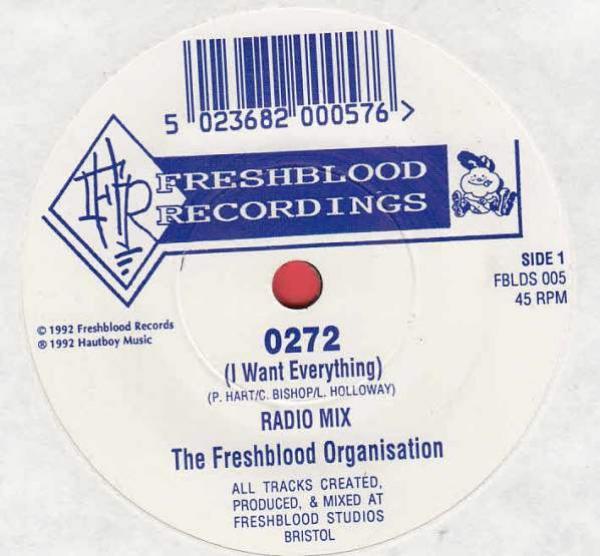 5 023682 000576 >
FR
FRESHBLOOD
RECORDINGS
SIDE 1
FBLDS 005
45 RPM
© 1992 Freshblood Records
℗ 1992 Hautboy Music
0272
(I Want Everything)
(P. HART/C. BISHOP/L. HOLLOWAY)
RADIO MIX
The Freshblood Organisation
ALL TRACKS CREATED,
PRODUCED, & MIXED AT
FRESHBLOOD STUDIOS
BRISTOL